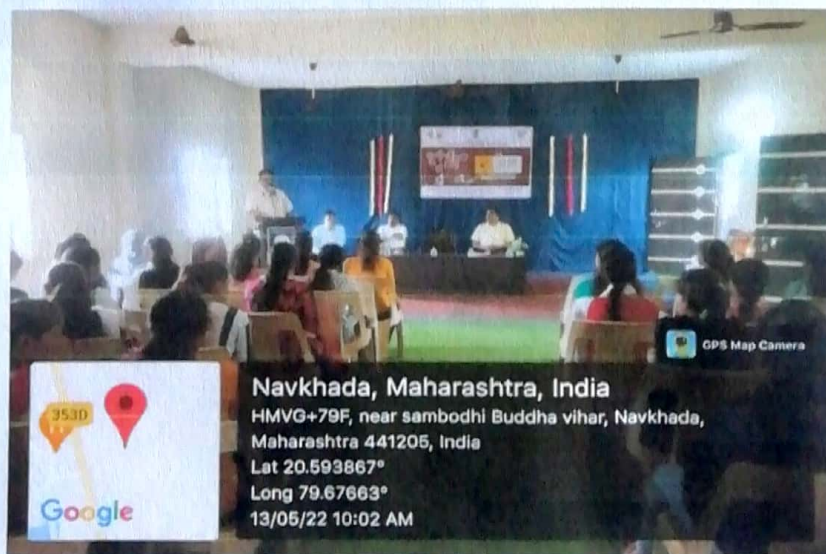 GPS Map Camera
353D
Google
Navkhada, Maharashtra, India
HMVG+79F, near sambodhi Buddha vihar, Navkhada,
Maharashtra 441205, India
Lat 20.593867°
Long 79.67663°
13/05/22 10:02 AM